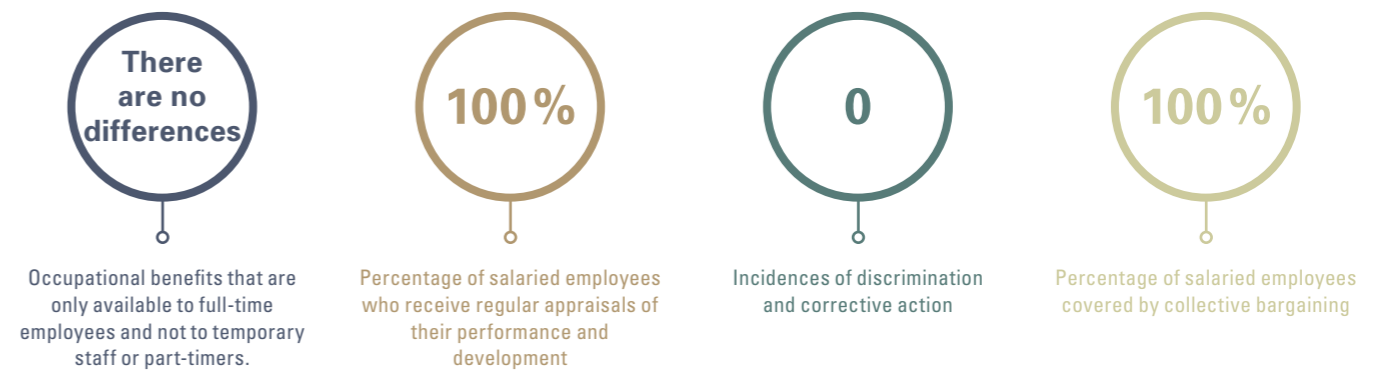 There
are no
differences
Occupational benefits that are
only available to full-time
employees and not to temporary
staff or part-timers.
100 %
Percentage of salaried employees
who receive regular appraisals of
their performance and
development
0
Incidences of discrimination
and corrective action
100 %
Percentage of salaried employees
covered by collective bargaining